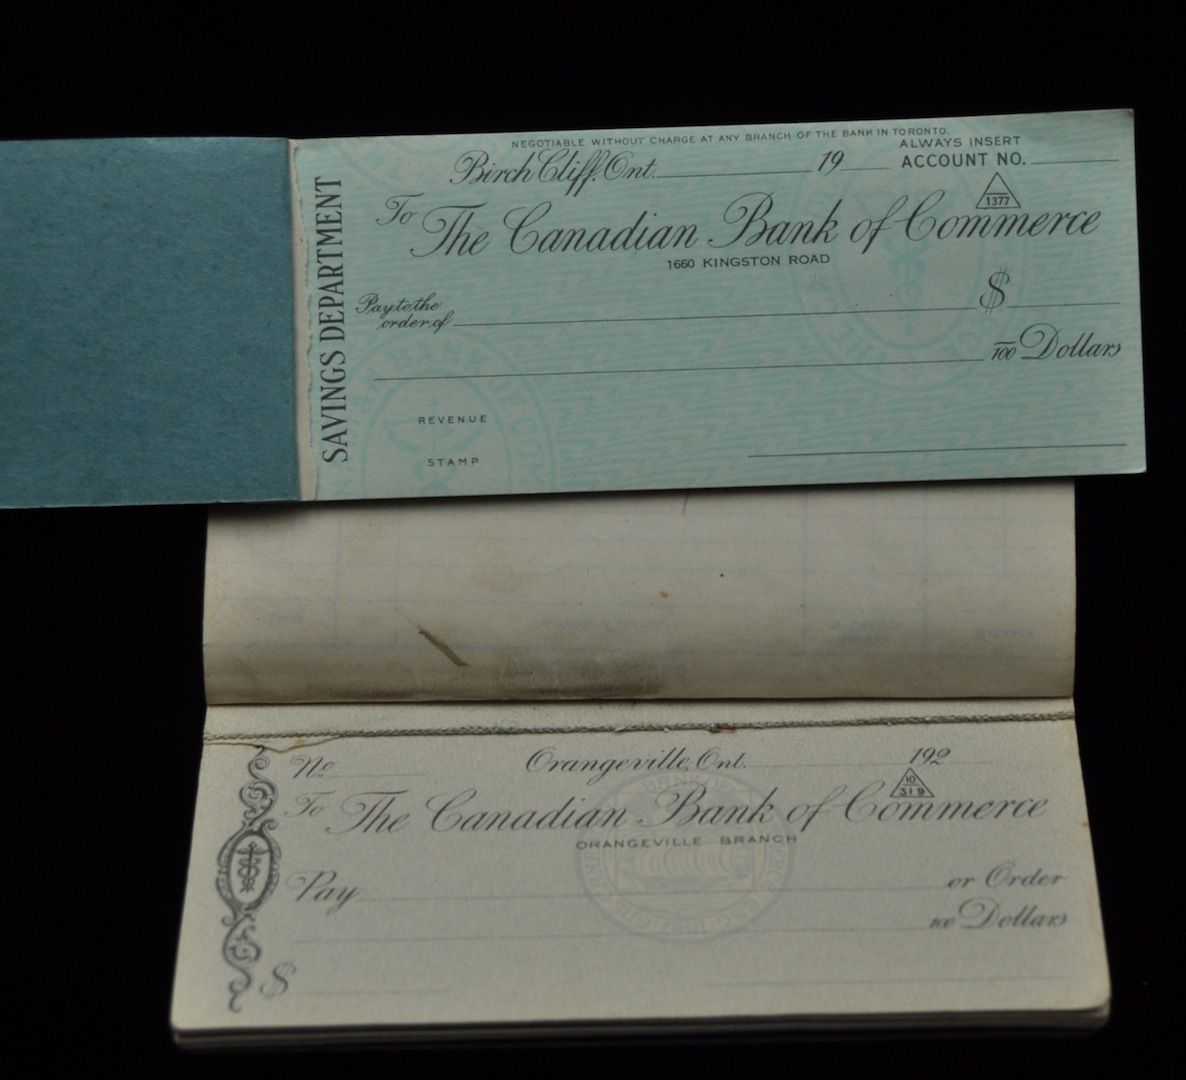 NEGOTIABLE WITHOUT CHARGE AT ANY BRANCH OF THE BANK IN TORONTO.
ALWAYS INSERT
Birch Cliff, Ont. 19 ACCOUNT NO.
1377
To The Canadian Bank of Commerce
1660 KINGSTON ROAD
SAVINGS DEPARTMENT
$
Pay to the
order of
100 Dollars
REVENUE
STAMP
No Orangeville, Ont. 192
10
319
To The Canadian Bank of Commerce
ORANGEVILLE BRANCH
Pay or Order
100 Dollars
$